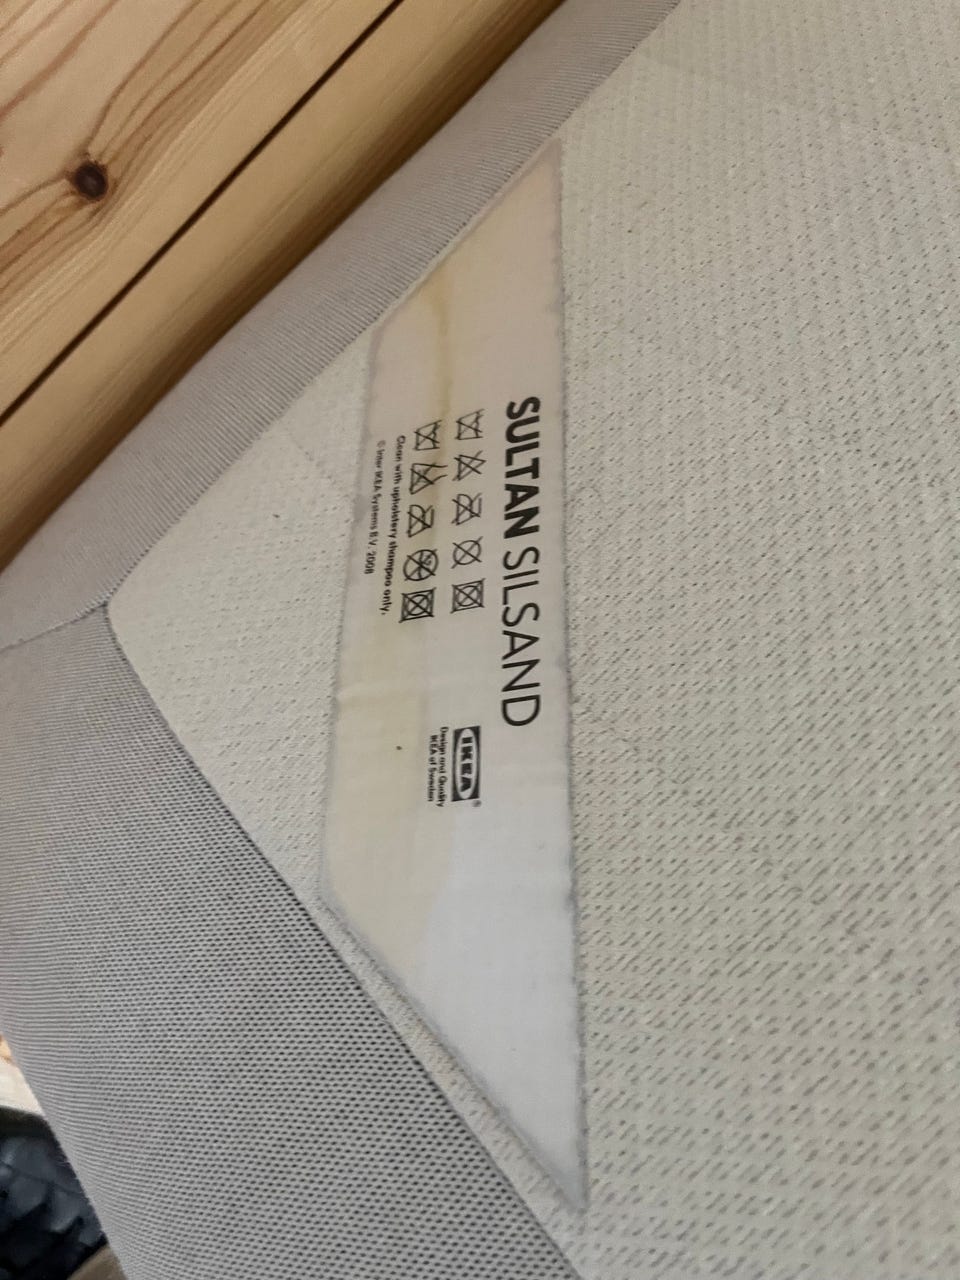 SULTAN SILSAND
Clean with upholstery shampoo only.
© Inter IKEA Systems B.V. 2008
IKEA®
Design and Quality
IKEA of Sweden